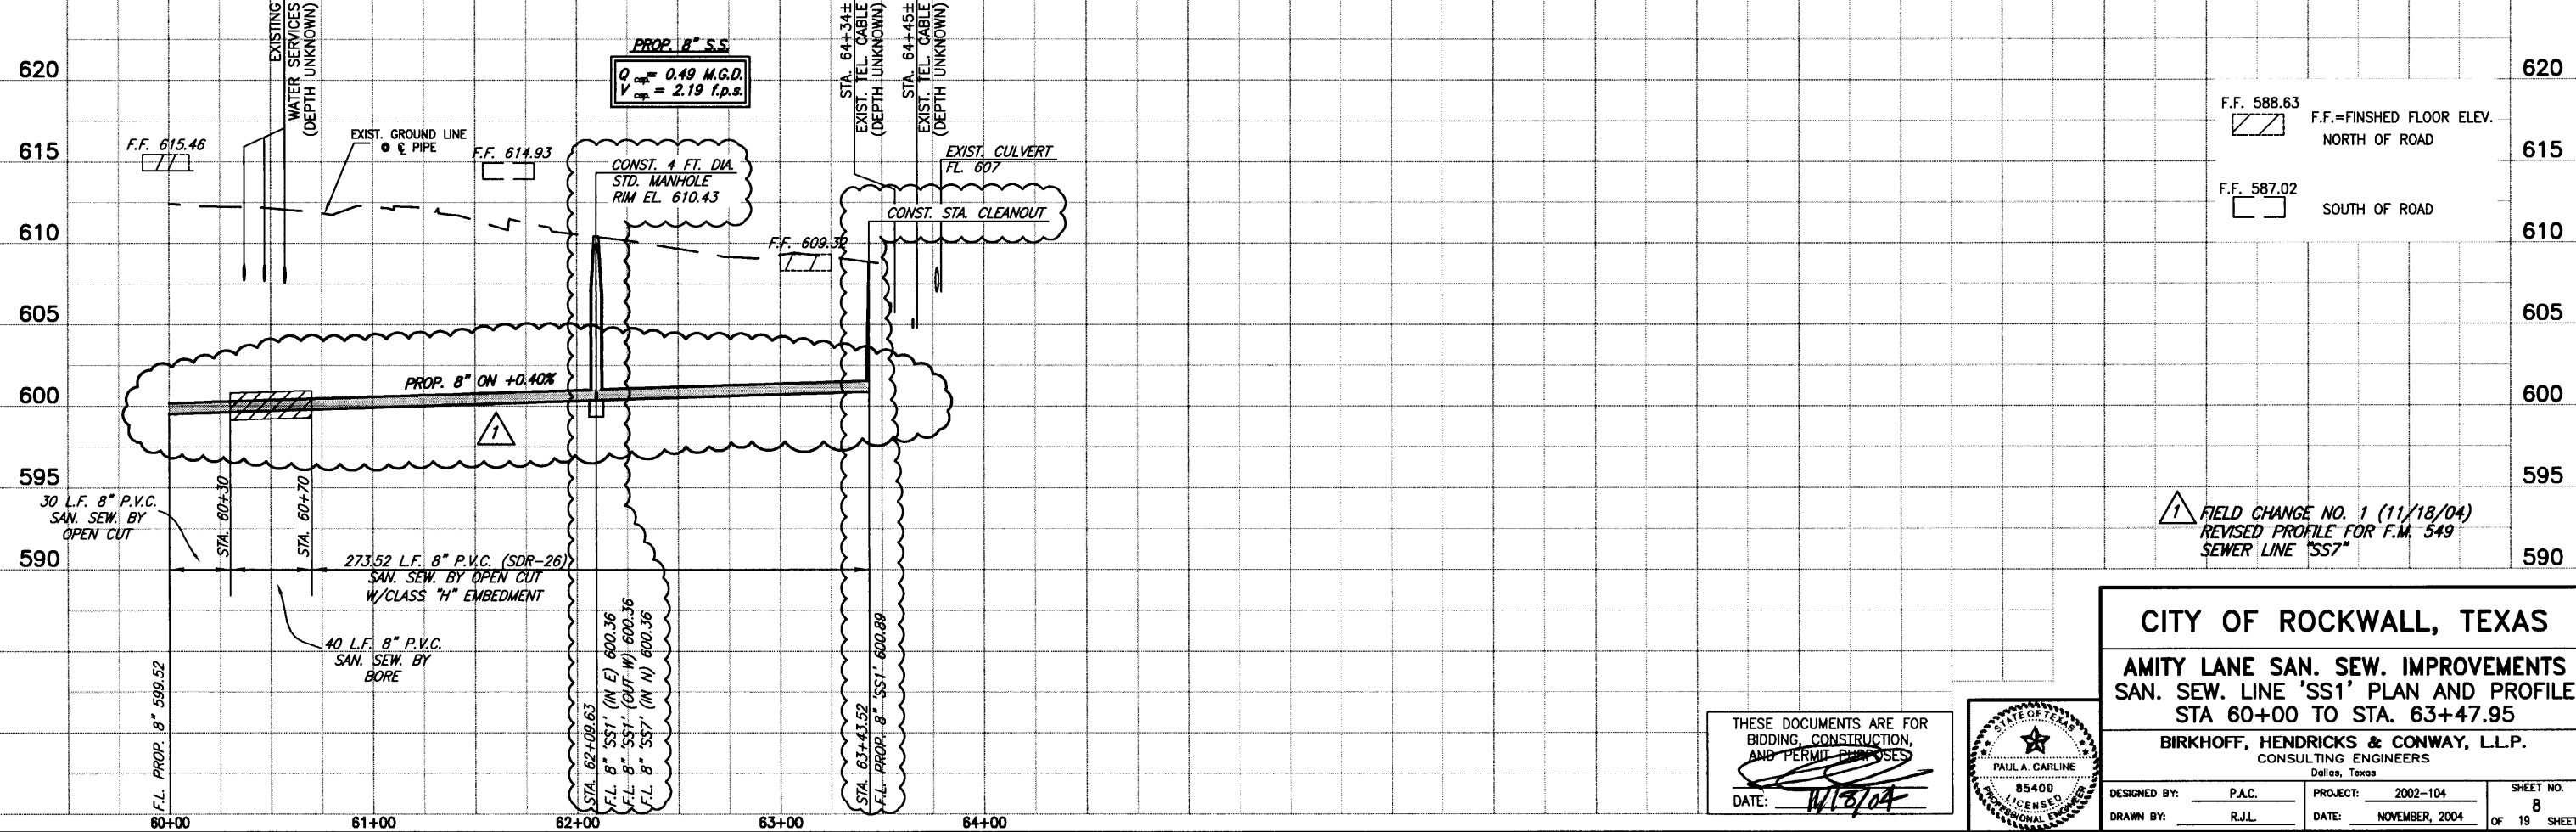 620
615
610
605
600
595
590
EXISTING
WATER SERVICES
(DEPTH UNKNOWN)
F.F. 615.46
EXIST. GROUND LINE
@ ℄ PIPE
PROP. 8" S.S.
Q cap. = 0.49 M.G.D.
V cap. = 2.19 f.p.s.
F.F. 614.93
CONST. 4 FT. DIA.
STD. MANHOLE
RIM EL. 610.43
STA. 64+34±
EXIST. TEL. CABLE
(DEPTH UNKNOWN)
STA. 64+45±
EXIST. TEL. CABLE
(DEPTH UNKNOWN)
EXIST. CULVERT
FL. 607
CONST. STA. CLEANOUT
F.F. 609.32
PROP. 8" ON +0.40%
1
30 L.F. 8" P.V.C.
SAN. SEW. BY
OPEN CUT
STA. 60+30
STA. 60+70
273.52 L.F. 8" P.V.C. (SDR-26)
SAN. SEW. BY OPEN CUT
W/CLASS "H" EMBEDMENT
40 L.F. 8" P.V.C.
SAN. SEW. BY
BORE
F.L. PROP. 8" 599.52
STA. 62+09.63
F.L. 8" 'SS1' (IN E) 600.36
F.L. 8" 'SS1' (OUT W) 600.36
F.L. 8" 'SS7' (IN N) 600.36
STA. 63+43.52
F.L. PROP. 8" 'SS1' 600.89
60+00
61+00
62+00
63+00
64+00
620
615
610
605
600
595
590
F.F. 588.63
F.F.=FINSHED FLOOR ELEV.
NORTH OF ROAD
F.F. 587.02
SOUTH OF ROAD
1 FIELD CHANGE NO. 1 (11/18/04)
REVISED PROFILE FOR F.M. 549
SEWER LINE "SS7"
THESE DOCUMENTS ARE FOR
BIDDING, CONSTRUCTION,
AND PERMIT PURPOSES
DATE: 11/18/04
STATE OF TEXAS
PAUL A. CARLINE
85400
LICENSED
PROFESSIONAL ENGINEER
CITY OF ROCKWALL, TEXAS
AMITY LANE SAN. SEW. IMPROVEMENTS
SAN. SEW. LINE 'SS1' PLAN AND PROFILE
STA 60+00 TO STA. 63+47.95
BIRKHOFF, HENDRICKS & CONWAY, L.L.P.
CONSULTING ENGINEERS
Dallas, Texas
DESIGNED BY: P.A.C.
PROJECT: 2002-104
SHEET NO.
8
DRAWN BY: R.J.L.
DATE: NOVEMBER, 2004
OF 19 SHEET